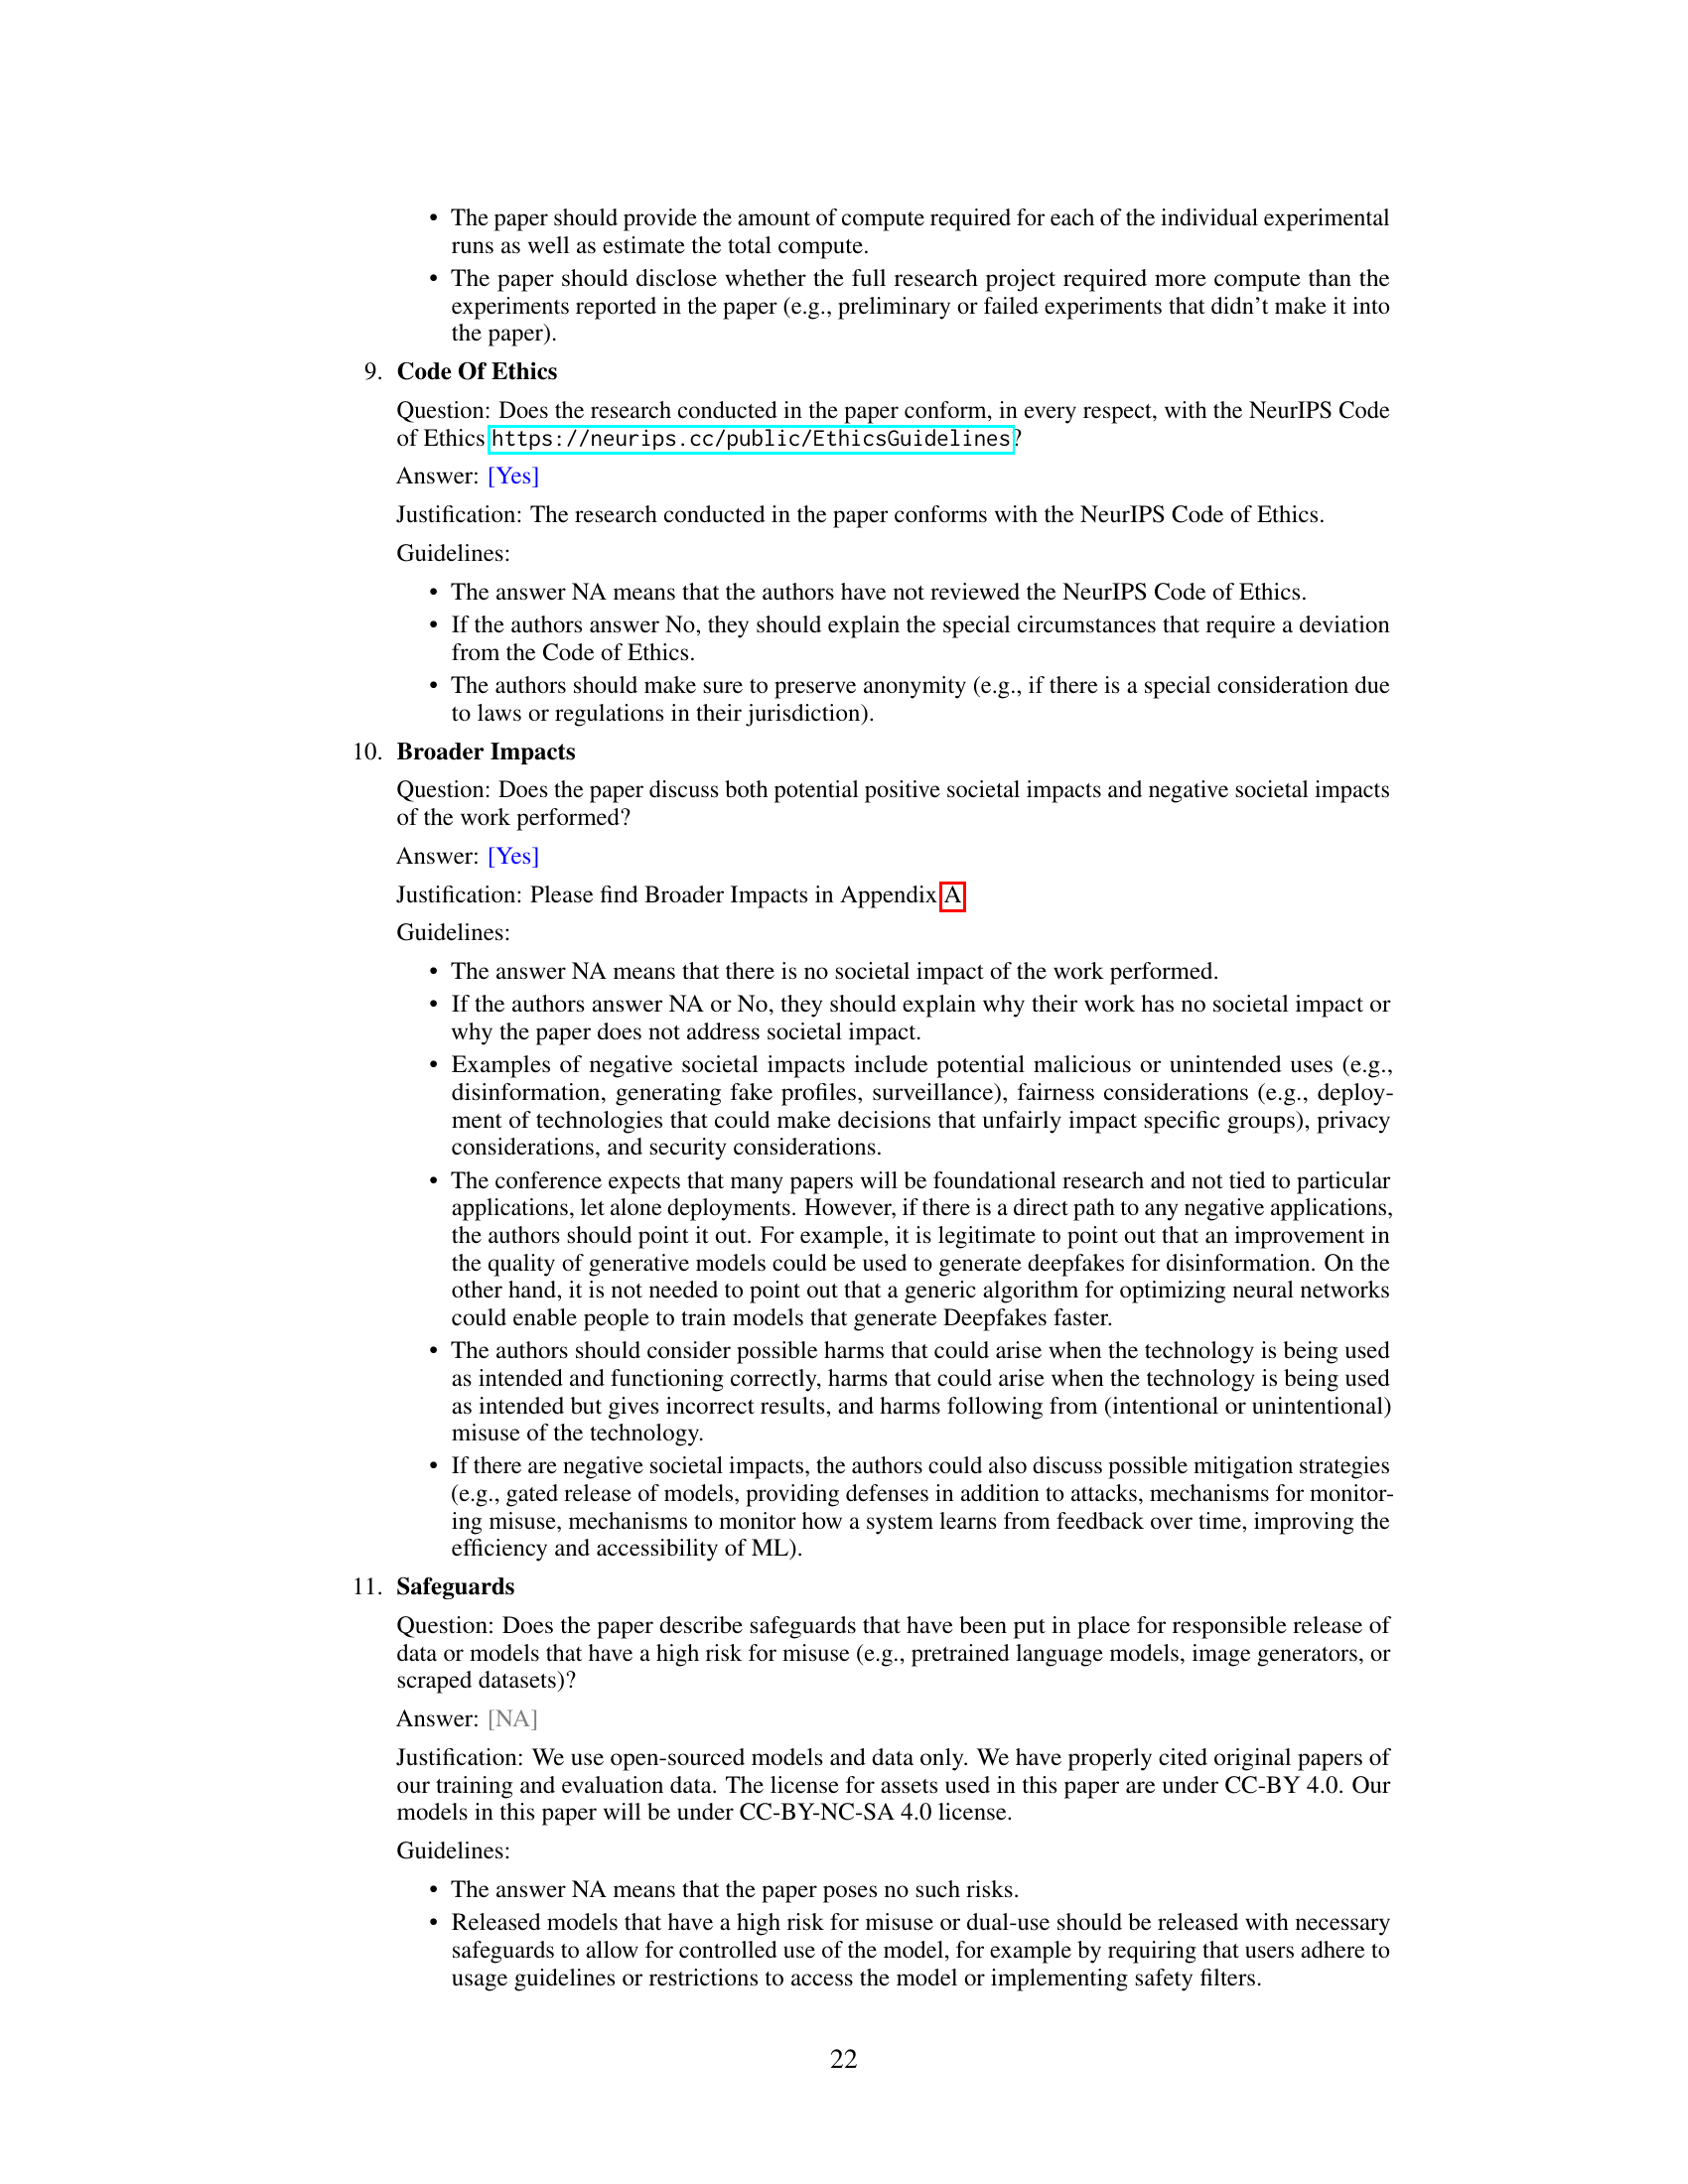 • The paper should provide the amount of compute required for each of the individual experimental
runs as well as estimate the total compute.
• The paper should disclose whether the full research project required more compute than the
experiments reported in the paper (e.g., preliminary or failed experiments that didn't make it into
the paper).
9. Code Of Ethics
Question: Does the research conducted in the paper conform, in every respect, with the NeurIPS Code
of Ethics https://neurips.cc/public/EthicsGuidelines?
Answer: [Yes]
Justification: The research conducted in the paper conforms with the NeurIPS Code of Ethics.
Guidelines:
• The answer NA means that the authors have not reviewed the NeurIPS Code of Ethics.
• If the authors answer No, they should explain the special circumstances that require a deviation
from the Code of Ethics.
• The authors should make sure to preserve anonymity (e.g., if there is a special consideration due
to laws or regulations in their jurisdiction).
10. Broader Impacts
Question: Does the paper discuss both potential positive societal impacts and negative societal impacts
of the work performed?
Answer: [Yes]
Justification: Please find Broader Impacts in Appendix A
Guidelines:
• The answer NA means that there is no societal impact of the work performed.
• If the authors answer NA or No, they should explain why their work has no societal impact or
why the paper does not address societal impact.
• Examples of negative societal impacts include potential malicious or unintended uses (e.g.,
disinformation, generating fake profiles, surveillance), fairness considerations (e.g., deploy-
ment of technologies that could make decisions that unfairly impact specific groups), privacy
considerations, and security considerations.
• The conference expects that many papers will be foundational research and not tied to particular
applications, let alone deployments. However, if there is a direct path to any negative applications,
the authors should point it out. For example, it is legitimate to point out that an improvement in
the quality of generative models could be used to generate deepfakes for disinformation. On the
other hand, it is not needed to point out that a generic algorithm for optimizing neural networks
could enable people to train models that generate Deepfakes faster.
• The authors should consider possible harms that could arise when the technology is being used
as intended and functioning correctly, harms that could arise when the technology is being used
as intended but gives incorrect results, and harms following from (intentional or unintentional)
misuse of the technology.
• If there are negative societal impacts, the authors could also discuss possible mitigation strategies
(e.g., gated release of models, providing defenses in addition to attacks, mechanisms for monitor-
ing misuse, mechanisms to monitor how a system learns from feedback over time, improving the
efficiency and accessibility of ML).
11. Safeguards
Question: Does the paper describe safeguards that have been put in place for responsible release of
data or models that have a high risk for misuse (e.g., pretrained language models, image generators, or
scraped datasets)?
Answer: [NA]
Justification: We use open-sourced models and data only. We have properly cited original papers of
our training and evaluation data. The license for assets used in this paper are under CC-BY 4.0. Our
models in this paper will be under CC-BY-NC-SA 4.0 license.
Guidelines:
• The answer NA means that the paper poses no such risks.
• Released models that have a high risk for misuse or dual-use should be released with necessary
safeguards to allow for controlled use of the model, for example by requiring that users adhere to
usage guidelines or restrictions to access the model or implementing safety filters.
22